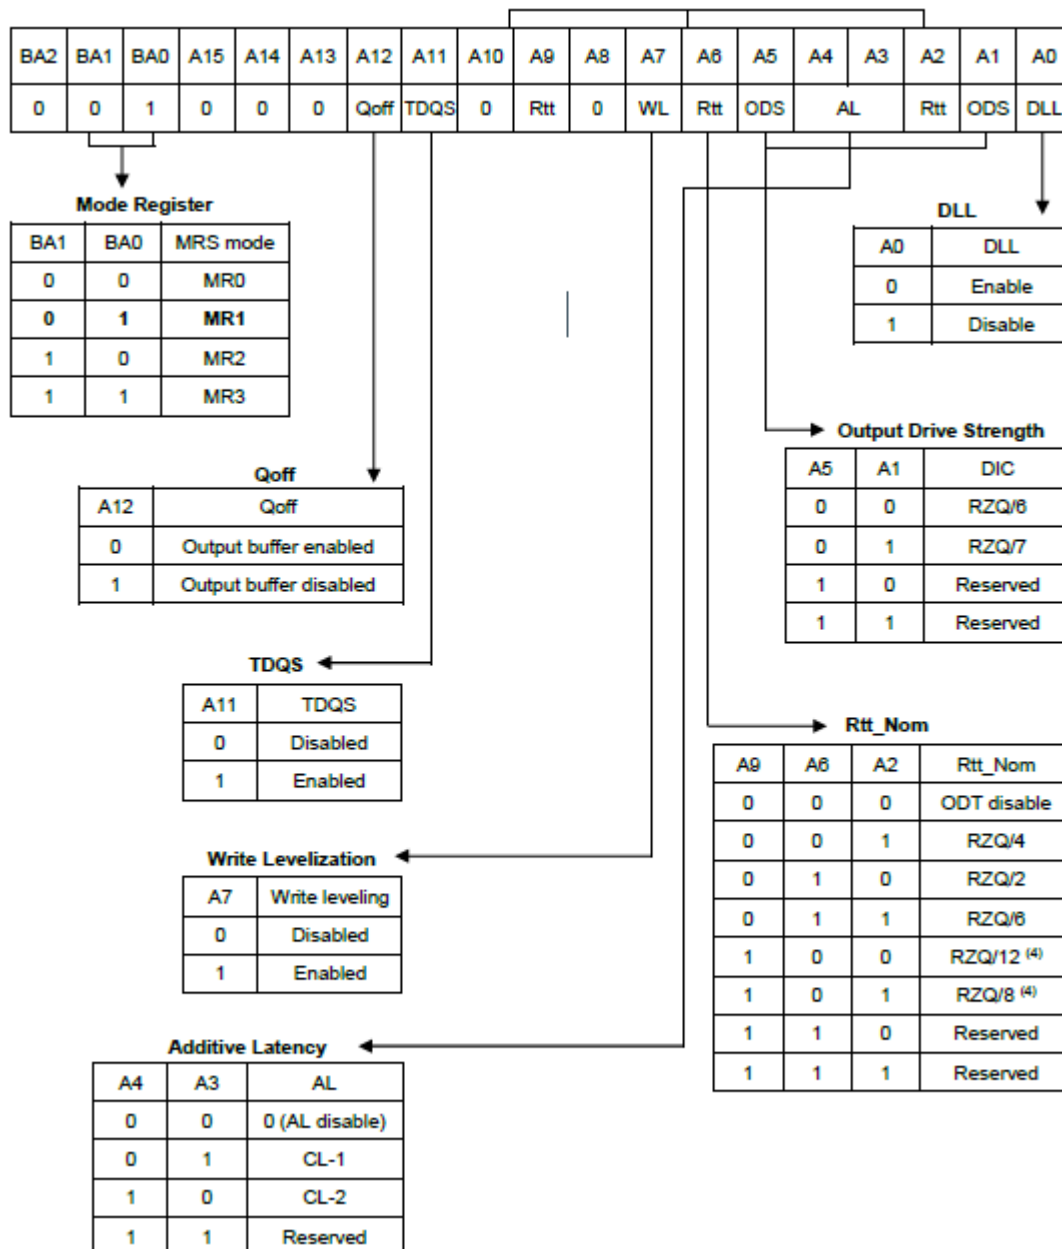 BA2 BA1 BA0 A15 A14 A13 A12 A11 A10 A9 A8 A7 A6 A5 A4 A3 A2 A1 A0
0 0 1 0 0 0 Qoff TDQS 0 Rtt 0 WL Rtt ODS AL Rtt ODS DLL
Mode Register
BA1 BA0 MRS mode
0 0 MR0
0 1 MR1
1 0 MR2
1 1 MR3
DLL
A0 DLL
0 Enable
1 Disable
Output Drive Strength
A5 A1 DIC
0 0 RZQ/6
0 1 RZQ/7
1 0 Reserved
1 1 Reserved
Qoff
A12 Qoff
0 Output buffer enabled
1 Output buffer disabled
TDQS
A11 TDQS
0 Disabled
1 Enabled
Rtt_Nom
A9 A6 A2 Rtt_Nom
0 0 0 ODT disable
0 0 1 RZQ/4
0 1 0 RZQ/2
0 1 1 RZQ/6
1 0 0 RZQ/12 (4)
1 0 1 RZQ/8 (4)
1 1 0 Reserved
1 1 1 Reserved
Write Levelization
A7 Write leveling
0 Disabled
1 Enabled
Additive Latency
A4 A3 AL
0 0 0 (AL disable)
0 1 CL-1
1 0 CL-2
1 1 Reserved